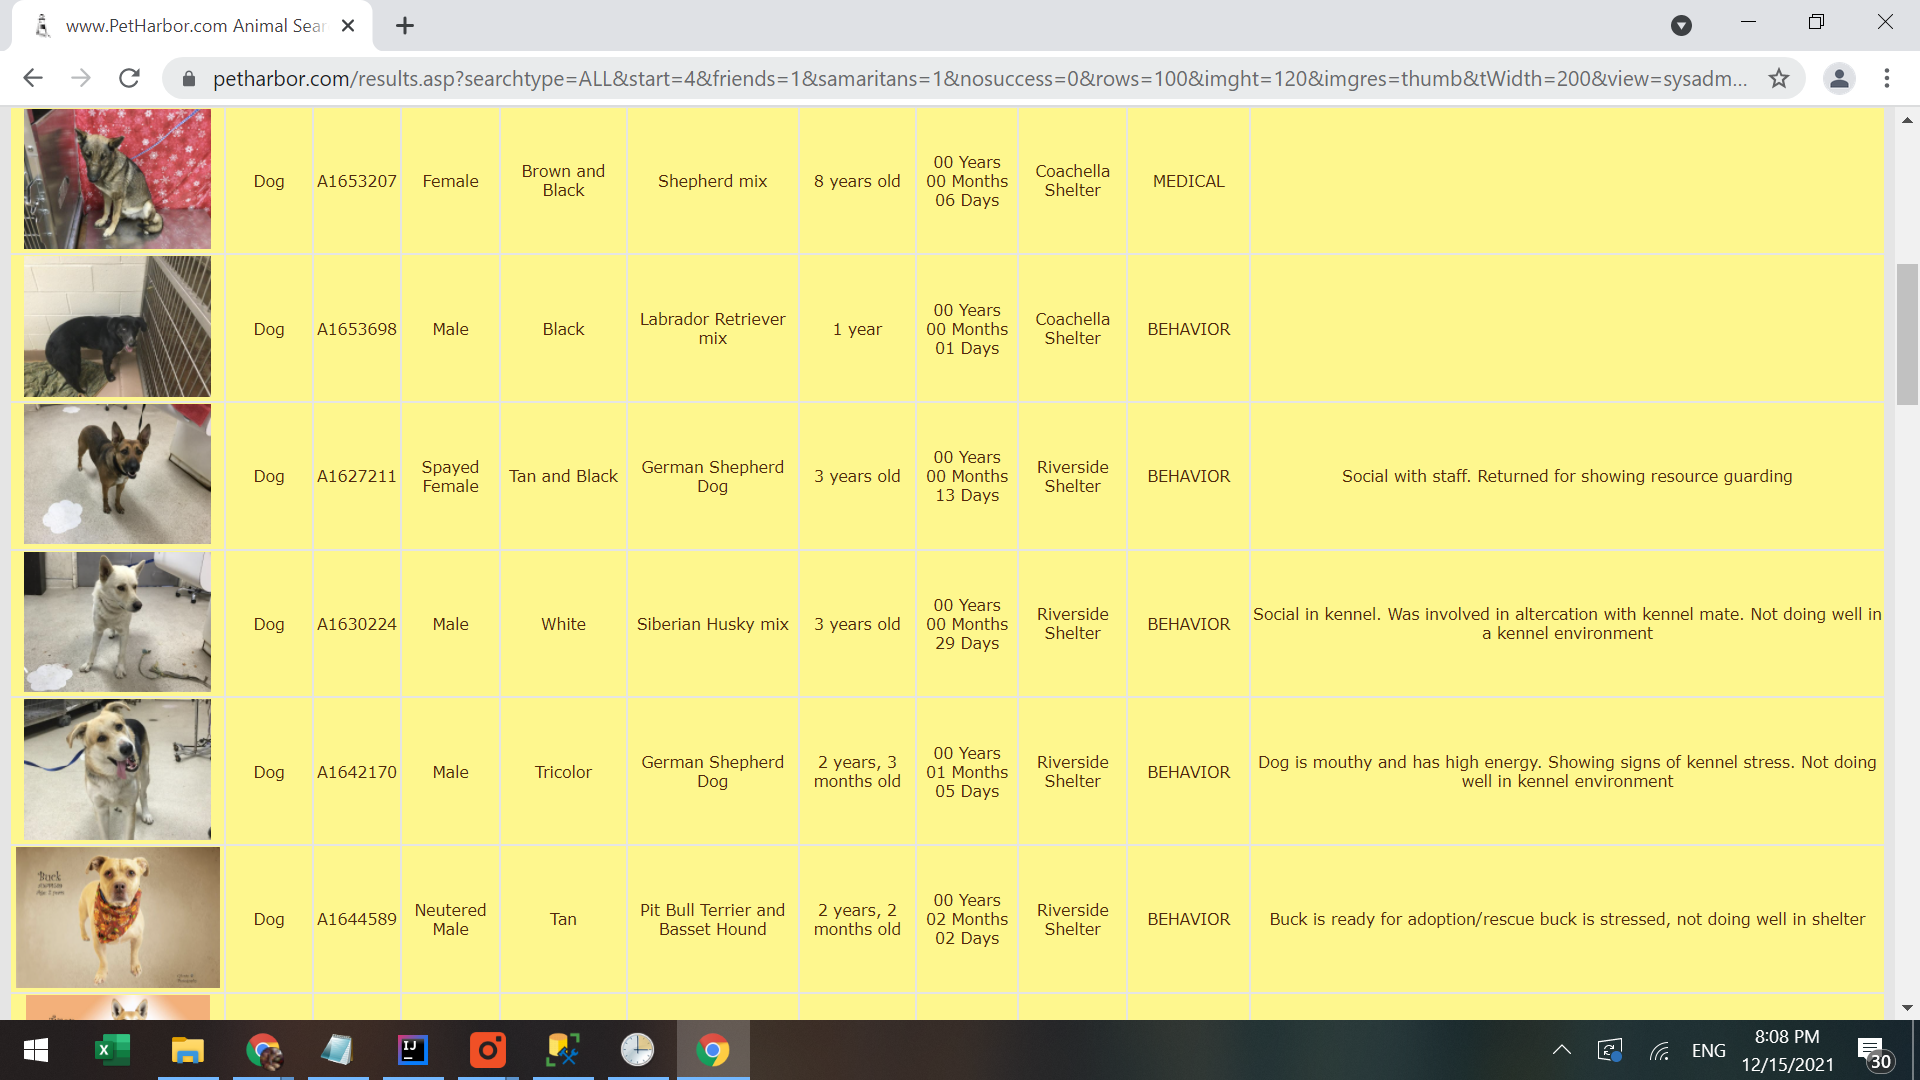 www.PetHarbor.com Animal Sear
petharbor.com/results.asp?searchtype=ALL&start=4&friends=1&samaritans=1&nosuccess=0&rows=100&imght=120&imgres=thumb&tWidth=200&view=sysadm...
Dog
A1653207
Female
Brown and
Black
Shepherd mix
8 years old
00 Years
00 Months
06 Days
Coachella
Shelter
MEDICAL
Dog
A1653698
Male
Black
Labrador Retriever
mix
1 year
00 Years
00 Months
01 Days
Coachella
Shelter
BEHAVIOR
Dog
A1627211
Spayed
Female
Tan and Black
German Shepherd
Dog
3 years old
00 Years
00 Months
13 Days
Riverside
Shelter
BEHAVIOR
Social with staff. Returned for showing resource guarding
Dog
A1630224
Male
White
Siberian Husky mix
3 years old
00 Years
00 Months
29 Days
Riverside
Shelter
BEHAVIOR
Social in kennel. Was involved in altercation with kennel mate. Not doing well in
a kennel environment
Dog
A1642170
Male
Tricolor
German Shepherd
Dog
2 years, 3
months old
00 Years
01 Months
05 Days
Riverside
Shelter
BEHAVIOR
Dog is mouthy and has high energy. Showing signs of kennel stress. Not doing
well in kennel environment
Buck
Dog
A1644589
Neutered
Male
Tan
Pit Bull Terrier and
Basset Hound
2 years, 2
months old
00 Years
02 Months
02 Days
Riverside
Shelter
BEHAVIOR
Buck is ready for adoption/rescue buck is stressed, not doing well in shelter
IJ
ENG
8:08 PM
12/15/2021
30